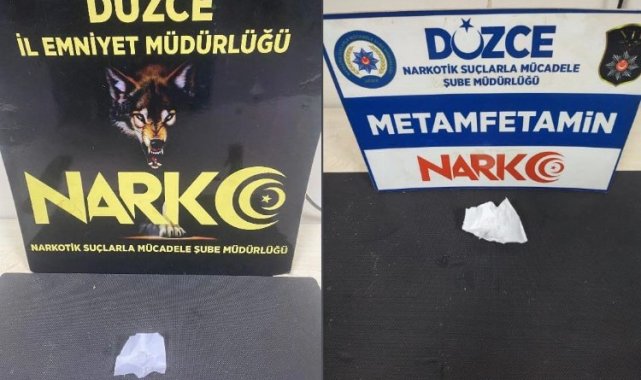 DÜZCE
İL EMNİYET MÜDÜRLÜĞÜ
NARKO
NARKOTİK SUÇLARLA MÜCADELE ŞUBE MÜDÜRLÜĞÜ
DÜZCE
NARKOTİK SUÇLARLA MÜCADELE
ŞUBE MÜDÜRLÜĞÜ
METAMFETAMİN
NARKO